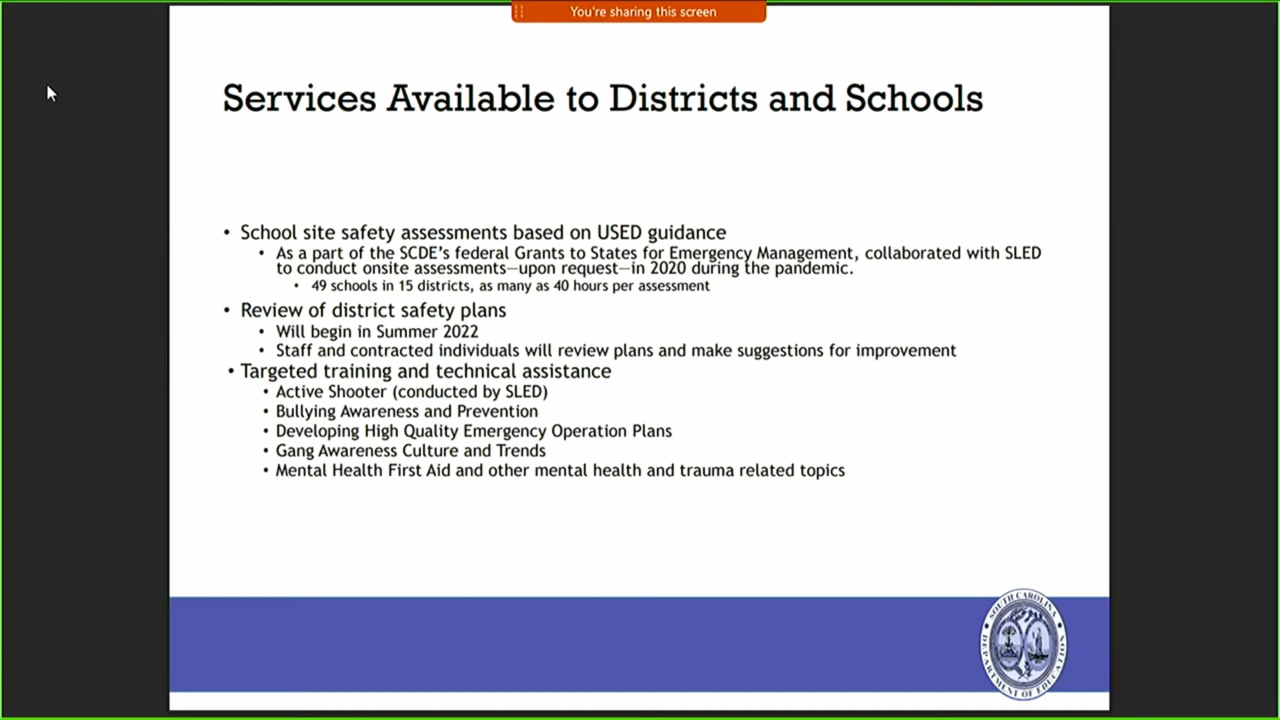 You're sharing this screen
Services Available to Districts and Schools
• School site safety assessments based on USED guidance
• As a part of the SCDE's federal Grants to States for Emergency Management, collaborated with SLED
to conduct onsite assessments—upon request—in 2020 during the pandemic.
• 49 schools in 15 districts, as many as 40 hours per assessment
• Review of district safety plans
• Will begin in Summer 2022
• Staff and contracted individuals will review plans and make suggestions for improvement
• Targeted training and technical assistance
• Active Shooter (conducted by SLED)
• Bullying Awareness and Prevention
• Developing High Quality Emergency Operation Plans
• Gang Awareness Culture and Trends
• Mental Health First Aid and other mental health and trauma related topics
SOUTH CAROLINA
DEPARTMENT OF EDUCATION